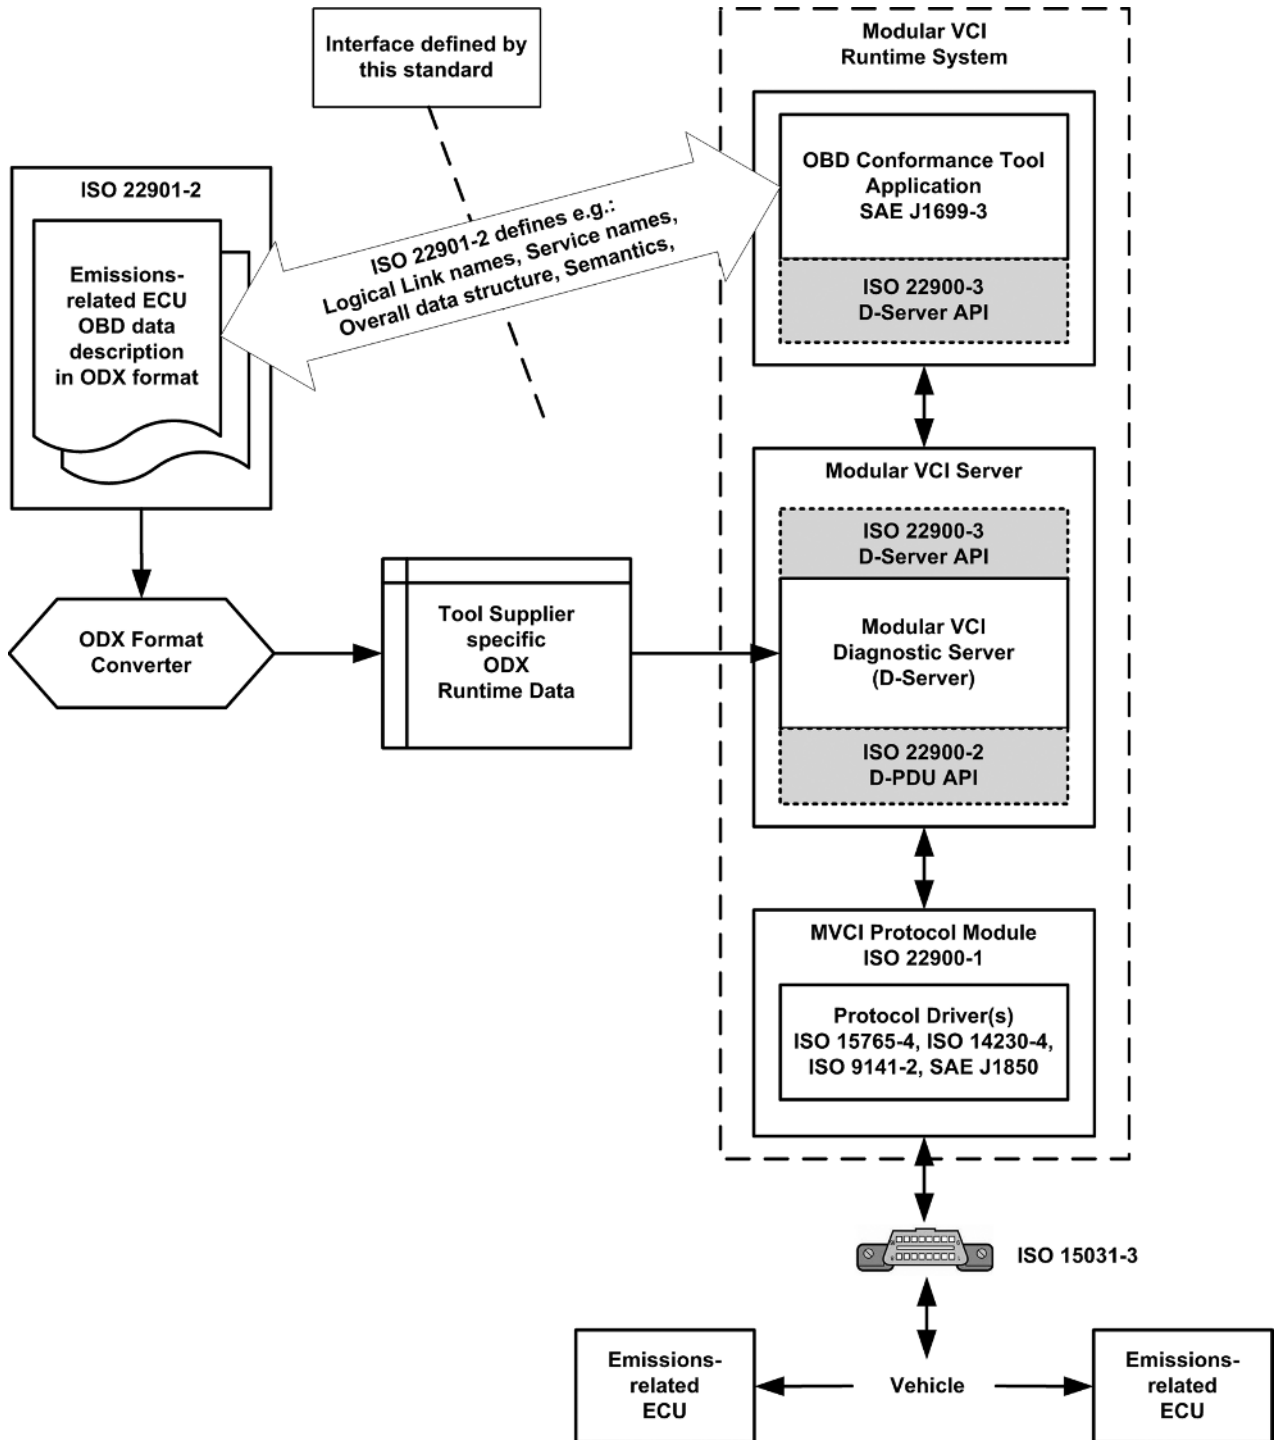 Interface defined by
this standard
Modular VCI
Runtime System
OBD Conformance Tool
Application
SAE J1699-3
ISO 22900-3
D-Server API
ISO 22901-2
Emissions-
related ECU
OBD data
description
in ODX format
ISO 22901-2 defines e.g.:
Logical Link names, Service names,
Overall data structure, Semantics,
Modular VCI Server
ISO 22900-3
D-Server API
Modular VCI
Diagnostic Server
(D-Server)
ISO 22900-2
D-PDU API
ODX Format
Converter
Tool Supplier
specific
ODX
Runtime Data
MVCI Protocol Module
ISO 22900-1
Protocol Driver(s)
ISO 15765-4, ISO 14230-4,
ISO 9141-2, SAE J1850
ISO 15031-3
Emissions-
related
ECU
Vehicle
Emissions-
related
ECU